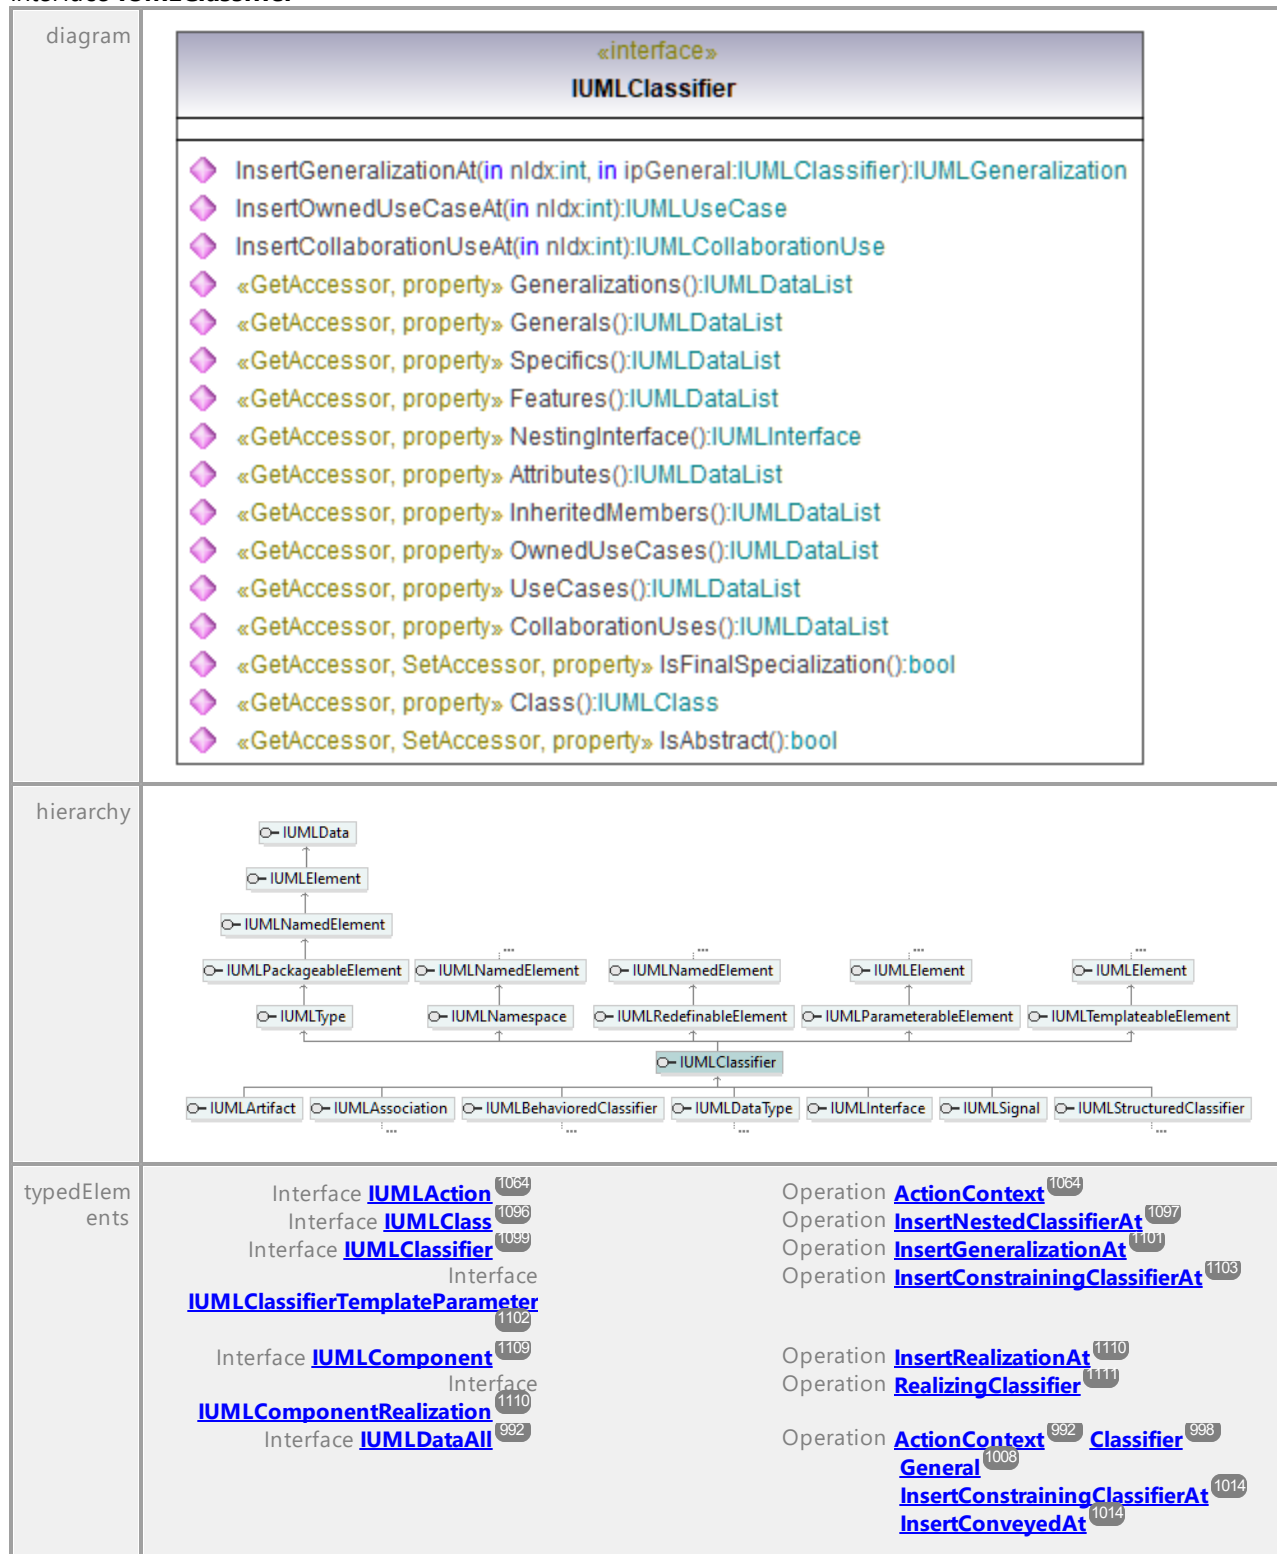 Interface IUMLClassifier
diagram
«interface»
IUMLClassifier
InsertGeneralizationAt(in nIdx:int, in ipGeneral:IUMLClassifier):IUMLGeneralization
InsertOwnedUseCaseAt(in nIdx:int):IUMLUseCase
InsertCollaborationUseAt(in nIdx:int):IUMLCollaborationUse
«GetAccessor, property» Generalizations():IUMLDataList
«GetAccessor, property» Generals():IUMLDataList
«GetAccessor, property» Specifics():IUMLDataList
«GetAccessor, property» Features():IUMLDataList
«GetAccessor, property» NestingInterface():IUMLInterface
«GetAccessor, property» Attributes():IUMLDataList
«GetAccessor, property» InheritedMembers():IUMLDataList
«GetAccessor, property» OwnedUseCases():IUMLDataList
«GetAccessor, property» UseCases():IUMLDataList
«GetAccessor, property» CollaborationUses():IUMLDataList
«GetAccessor, SetAccessor, property» IsFinalSpecialization():bool
«GetAccessor, property» Class():IUMLClass
«GetAccessor, SetAccessor, property» IsAbstract():bool
hierarchy
IUMLData
IUMLElement
IUMLNamedElement
... ... ... ...
IUMLPackageableElement IUMLNamedElement IUMLNamedElement IUMLElement IUMLElement
IUMLType IUMLNamespace IUMLRedefinableElement IUMLParameterableElement IUMLTemplateableElement
IUMLClassifier
IUMLArtifact IUMLAssociation IUMLBehavioredClassifier IUMLDataType IUMLInterface IUMLSignal IUMLStructuredClassifier
... ... ... ...
typedElem
ents
Interface IUMLAction 1064 Operation ActionContext 1064
Interface IUMLClass 1096 Operation InsertNestedClassifierAt 1097
Interface IUMLClassifier 1099 Operation InsertGeneralizationAt 1101
Interface Operation InsertConstrainingClassifierAt 1103
IUMLClassifierTemplateParameter
1102
Interface IUMLComponent 1109 Operation InsertRealizationAt 1110
Interface Operation RealizingClassifier 1111
IUMLComponentRealization 1110
Interface IUMLDataAll 992 Operation ActionContext 992 Classifier 998
General 1008
InsertConstrainingClassifierAt 1014
InsertConveyedAt 1014